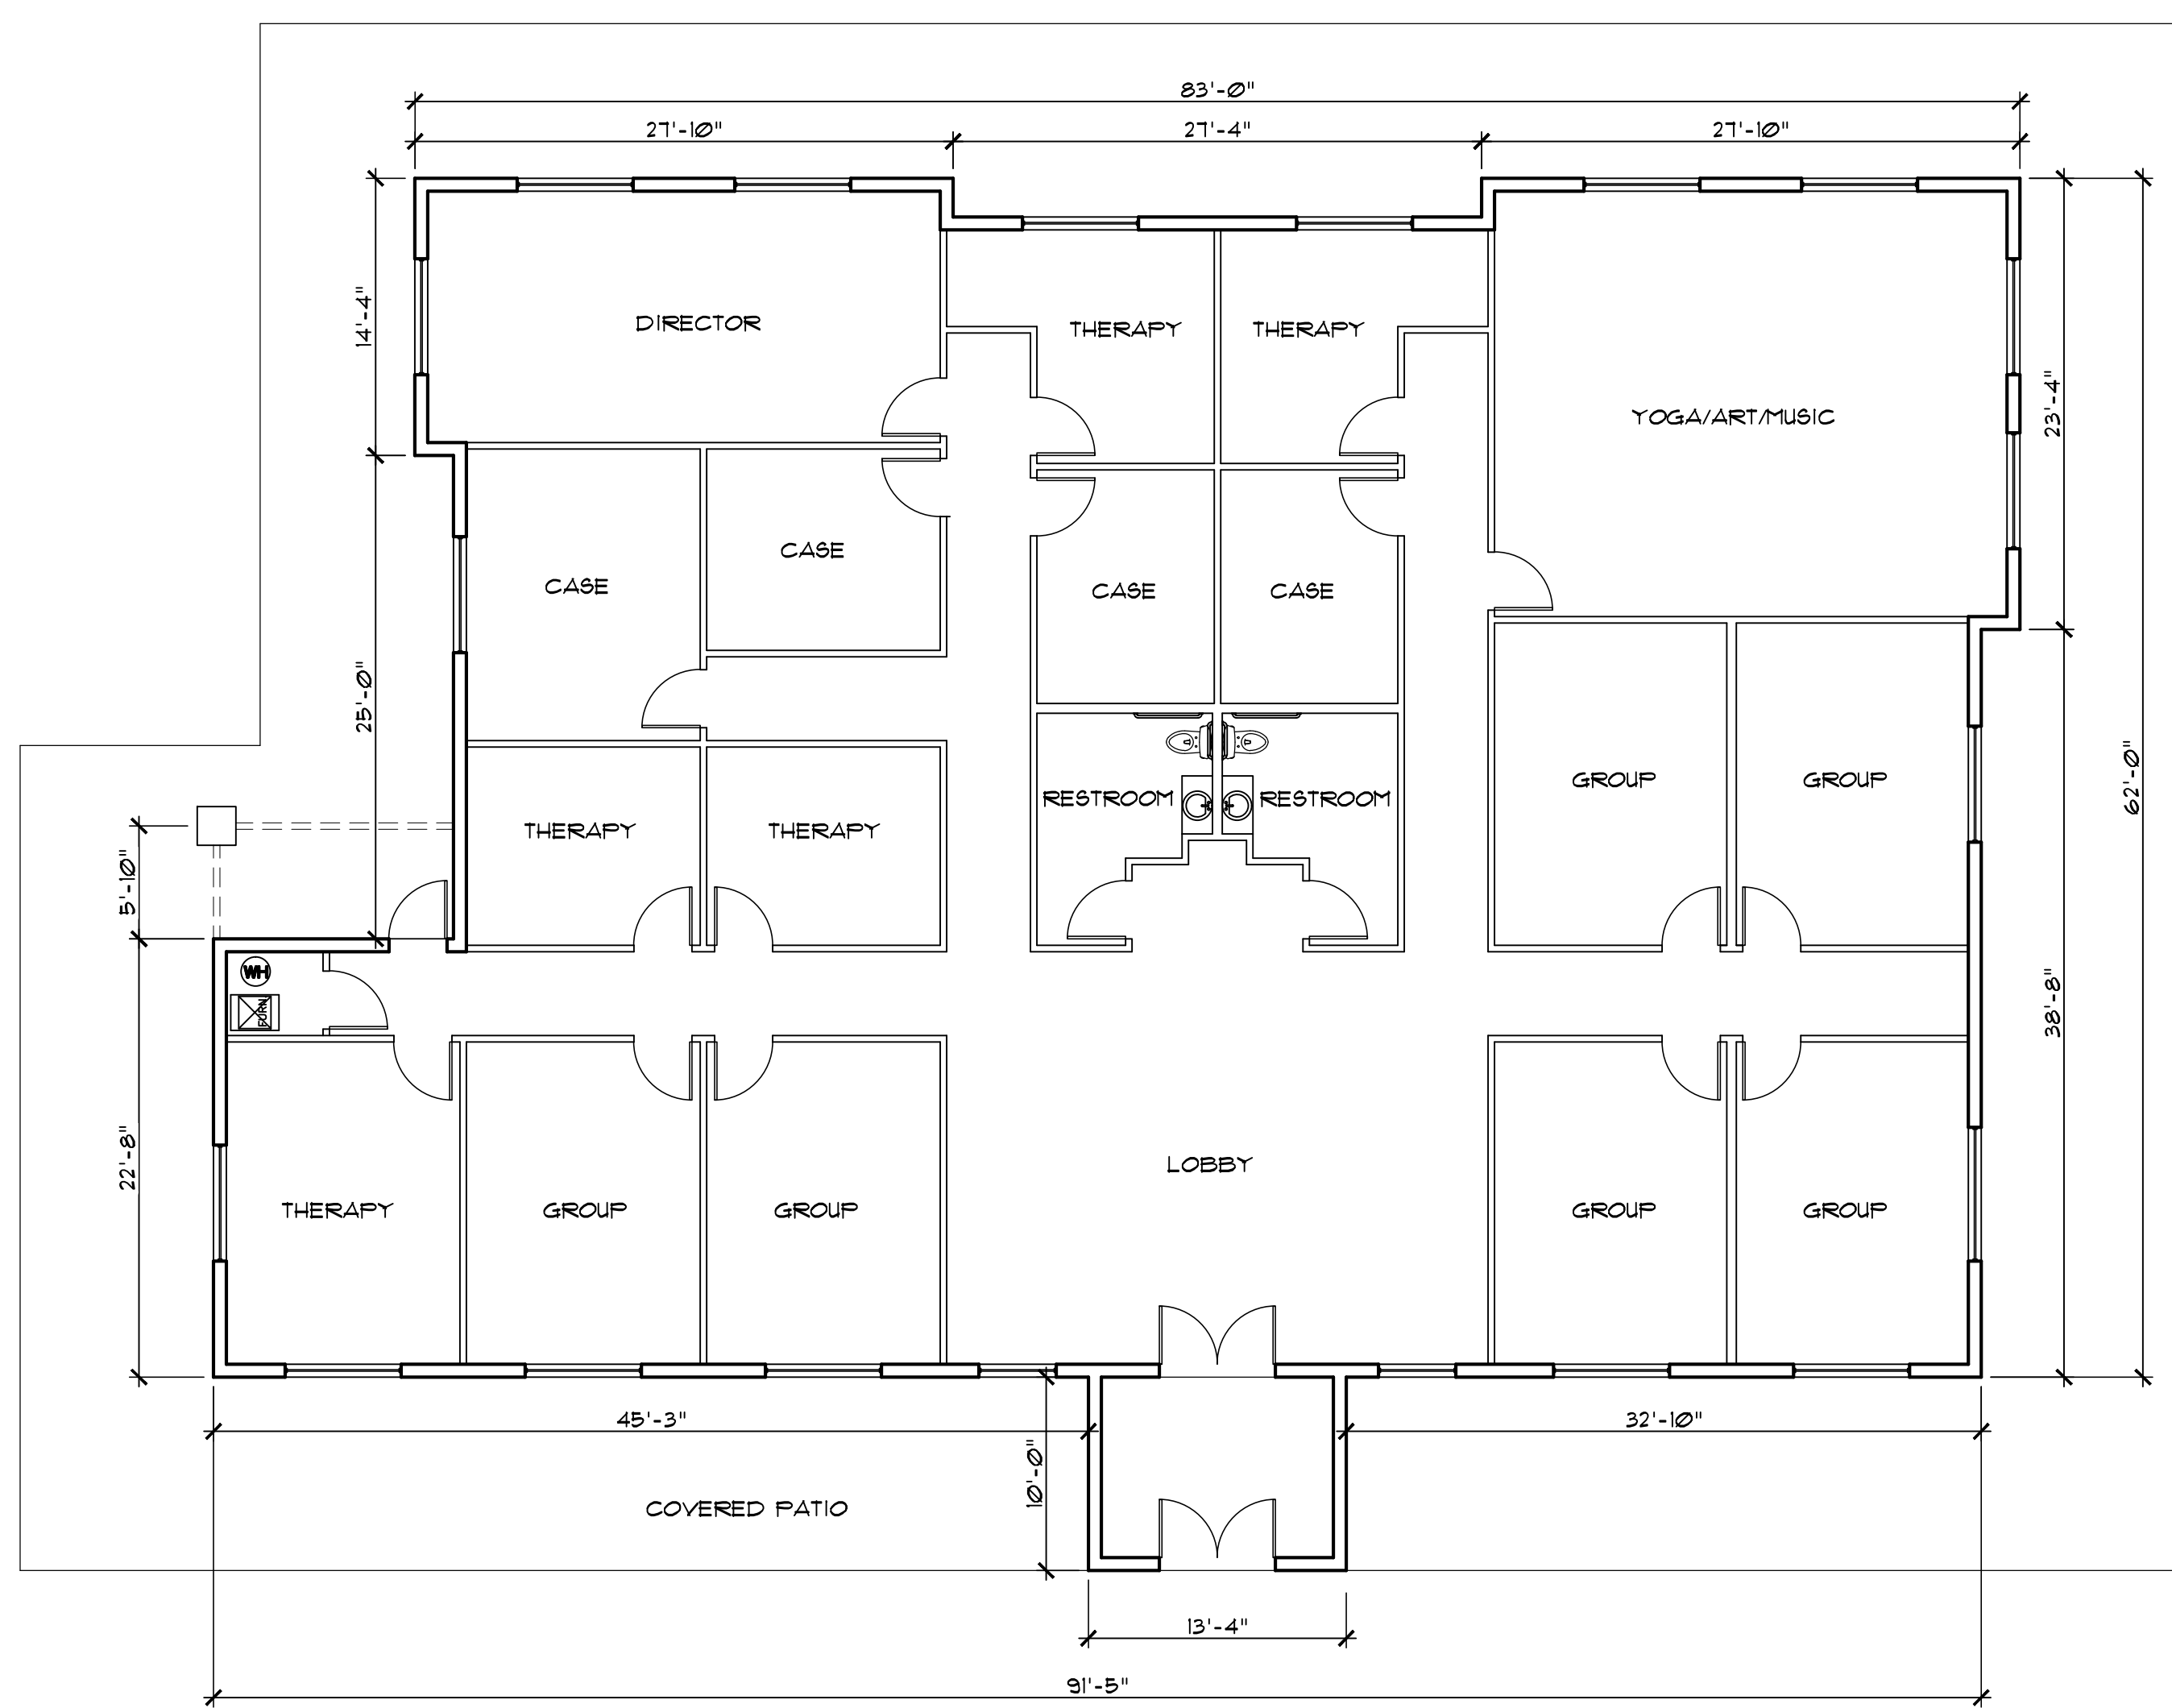 83'-0"
27'-10"
27'-4"
27'-10"
14'-4"
DIRECTOR
THERAPY
THERAPY
YOGA/ART/MUSIC
23'-4"
CASE
CASE
CASE
CASE
25'-0"
62'-0"
GROUP
GROUP
RESTROOM
RESTROOM
THERAPY
THERAPY
5'-10"
WH
FURN
38'-8"
22'-8"
LOBBY
THERAPY
GROUP
GROUP
GROUP
GROUP
45'-3"
32'-10"
10'-0"
COVERED PATIO
13'-4"
91'-5"